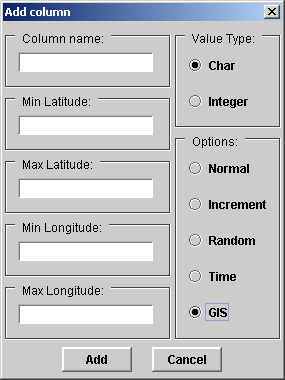 Add column
Column name:
Min Latitude:
Max Latitude:
Min Longitude:
Max Longitude:
Value Type:
Char
Integer
Options:
Normal
Increment
Random
Time
GIS
Add
Cancel